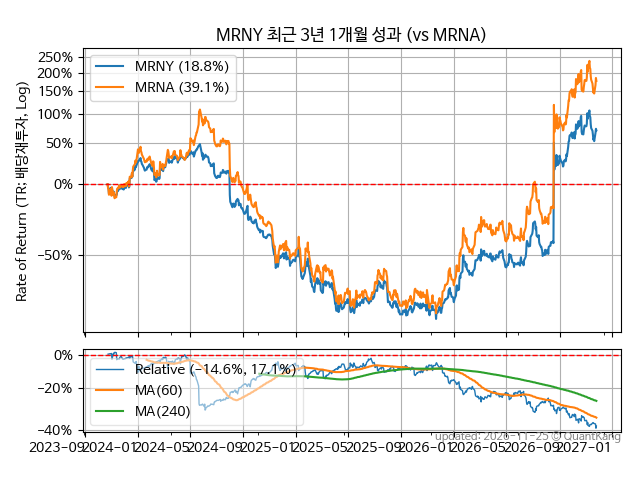 MRNY 최근 3년 1개월 성과 (vs MRNA)
Rate of Return (TR; 배당재투자, Log)
250%
200%
150%
100%
50%
0%
−50%
MRNY (18.8%)
MRNA (39.1%)
0%
−20%
−40%
Relative (−14.6%, 17.1%)
MA(60)
MA(240)
2023−09
2024−01
2024−05
2024−09
2025−01
2025−05
2025−09
2026−01
2026−05
2026−09
2027−01
updated: 2026−11−25 © QuantKang